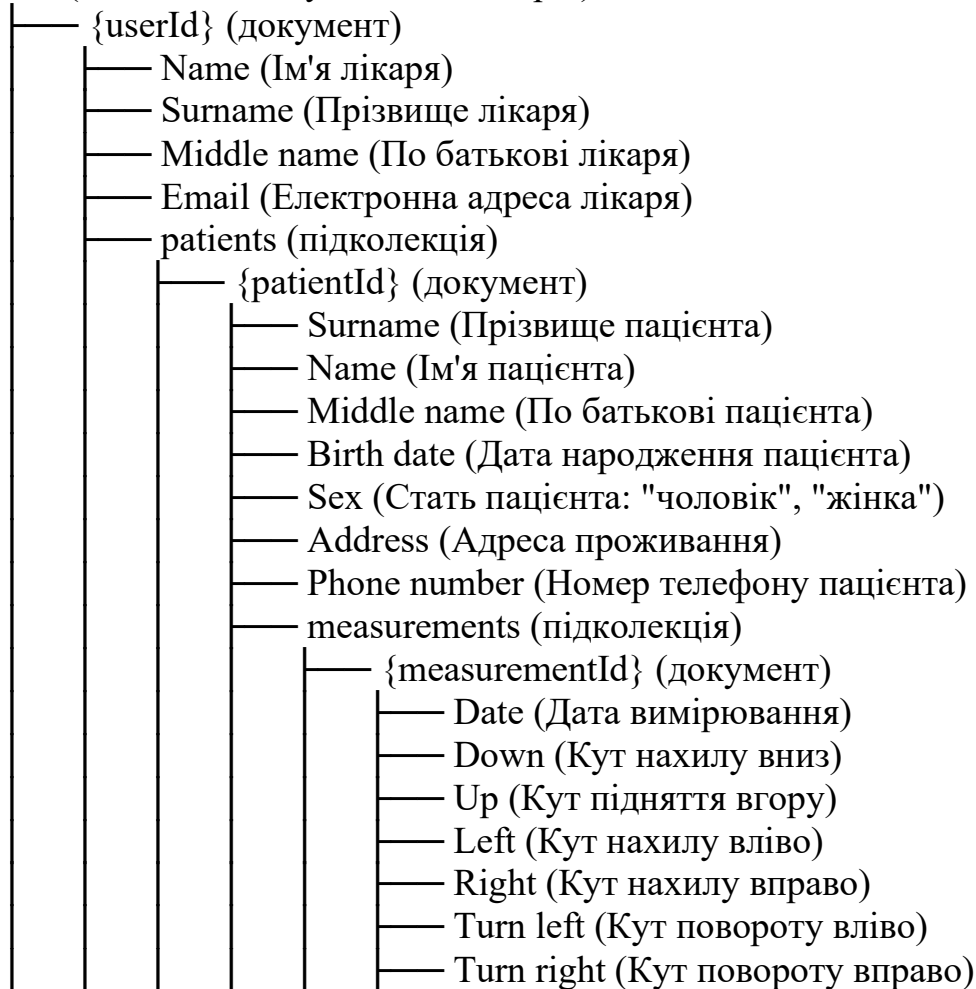 {userId} (документ)
Name (Ім'я лікаря)
Surname (Прізвище лікаря)
Middle name (По батькові лікаря)
Email (Електронна адреса лікаря)
patients (підколекція)
{patientId} (документ)
Surname (Прізвище пацієнта)
Name (Ім'я пацієнта)
Middle name (По батькові пацієнта)
Birth date (Дата народження пацієнта)
Sex (Стать пацієнта: "чоловік", "жінка")
Address (Адреса проживання)
Phone number (Номер телефону пацієнта)
measurements (підколекція)
{measurementId} (документ)
Date (Дата вимірювання)
Down (Кут нахилу вниз)
Up (Кут підняття вгору)
Left (Кут нахилу вліво)
Right (Кут нахилу вправо)
Turn left (Кут повороту вліво)
Turn right (Кут повороту вправо)